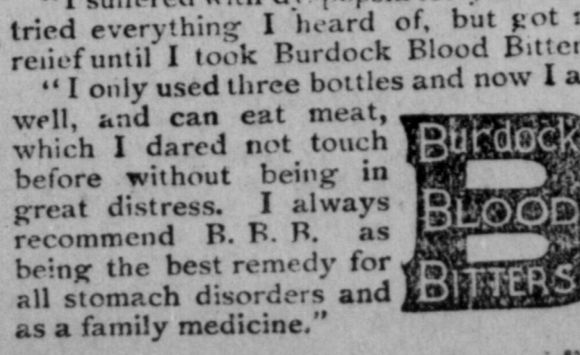 tried everything I heard of, but got
relief until I took Burdock Blood Bitter
"I only used three bottles and now I a
well, and can eat meat,
which I dared not touch
before without being in
great distress. I always
recommend B. B. B. as
being the best remedy for
all stomach disorders and
as a family medicine."
Burdock
BLOOD
BITTERS